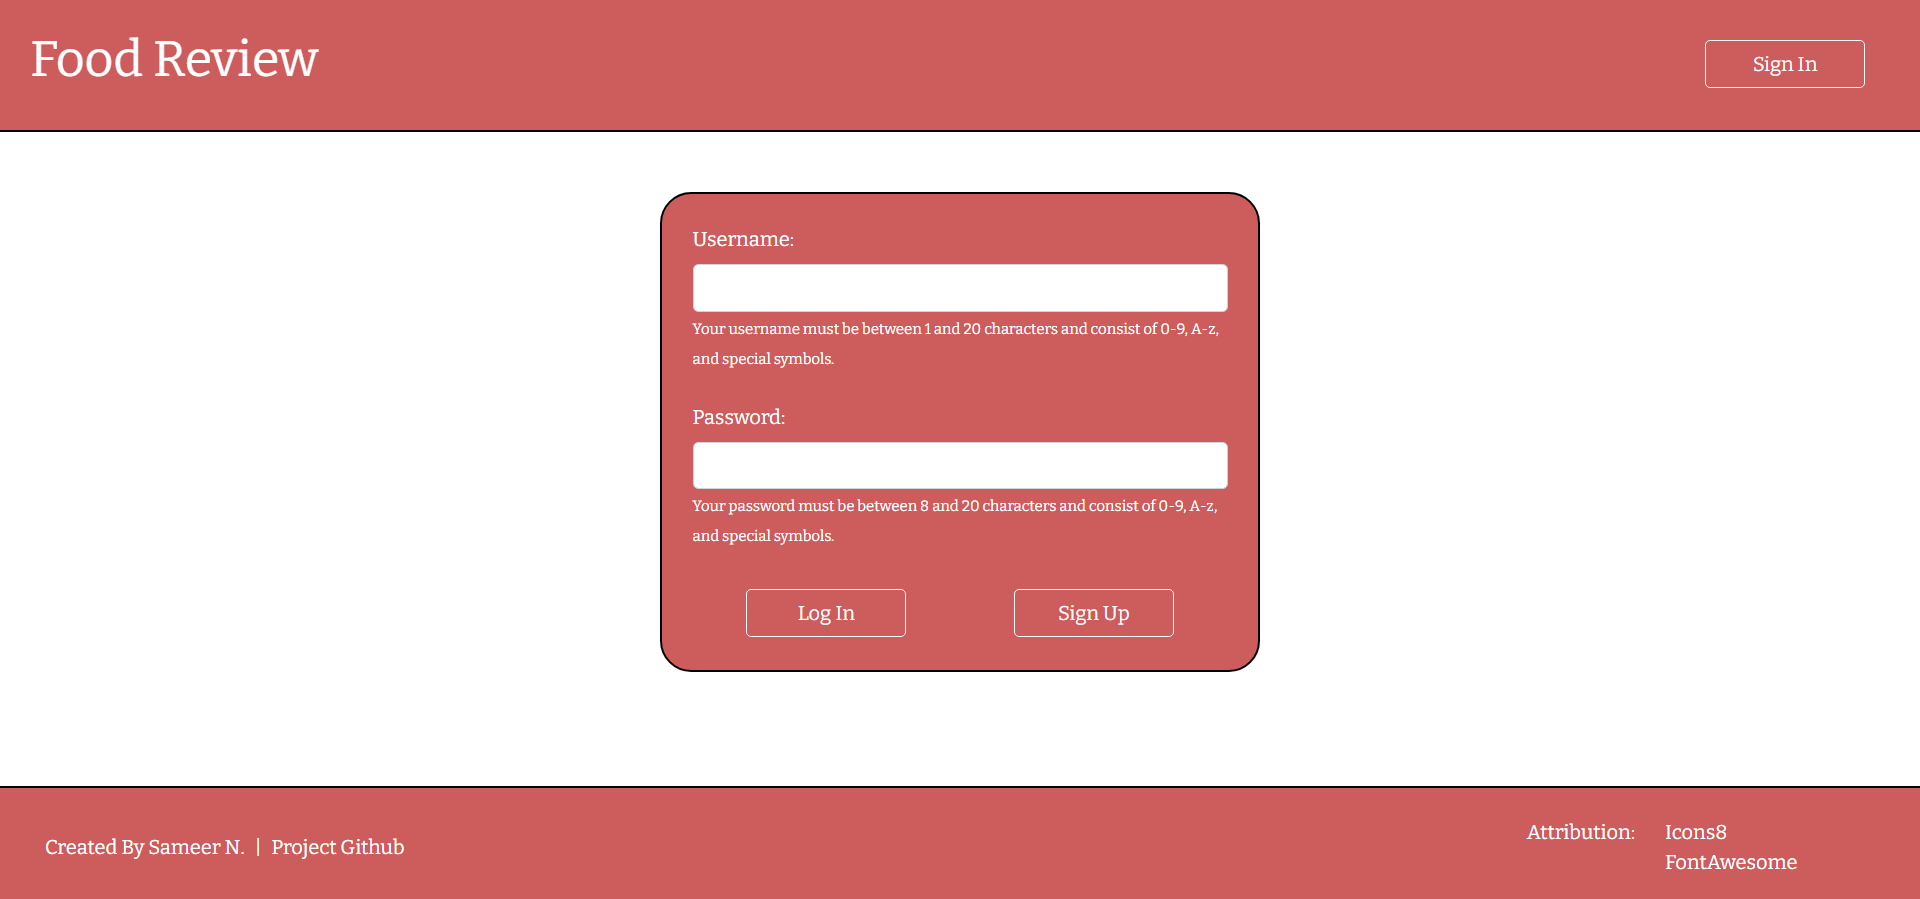 Food Review
Sign In
Username:
Your username must be between 1 and 20 characters and consist of 0-9, A-z,
and special symbols.
Password:
Your password must be between 8 and 20 characters and consist of 0-9, A-z,
and special symbols.
Log In
Sign Up
Created By Sameer N. | Project Github
Attribution:
Icons8
FontAwesome